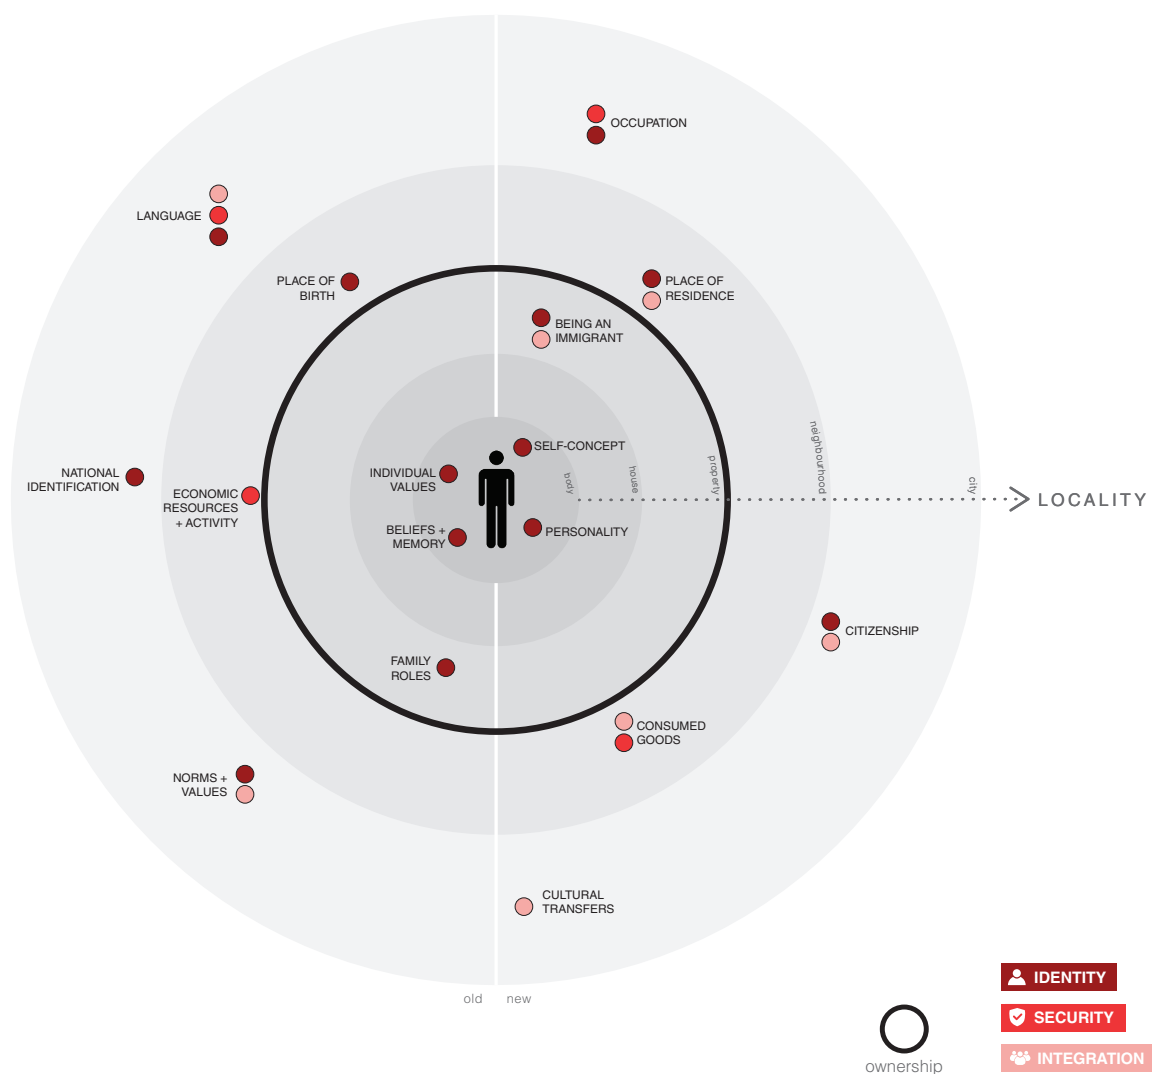 OCCUPATION
LANGUAGE
PLACE OF
BIRTH
PLACE OF
RESIDENCE
BEING AN
IMMIGRANT
SELF-CONCEPT
INDIVIDUAL
VALUES
NATIONAL
IDENTIFICATION
ECONOMIC
RESOURCES
+ ACTIVITY
BELIEFS +
MEMORY
PERSONALITY
body
house
property
neighbourhood
city
LOCALITY
CITIZENSHIP
FAMILY
ROLES
CONSUMED
GOODS
NORMS +
VALUES
CULTURAL
TRANSFERS
old
new
ownership
IDENTITY
SECURITY
INTEGRATION